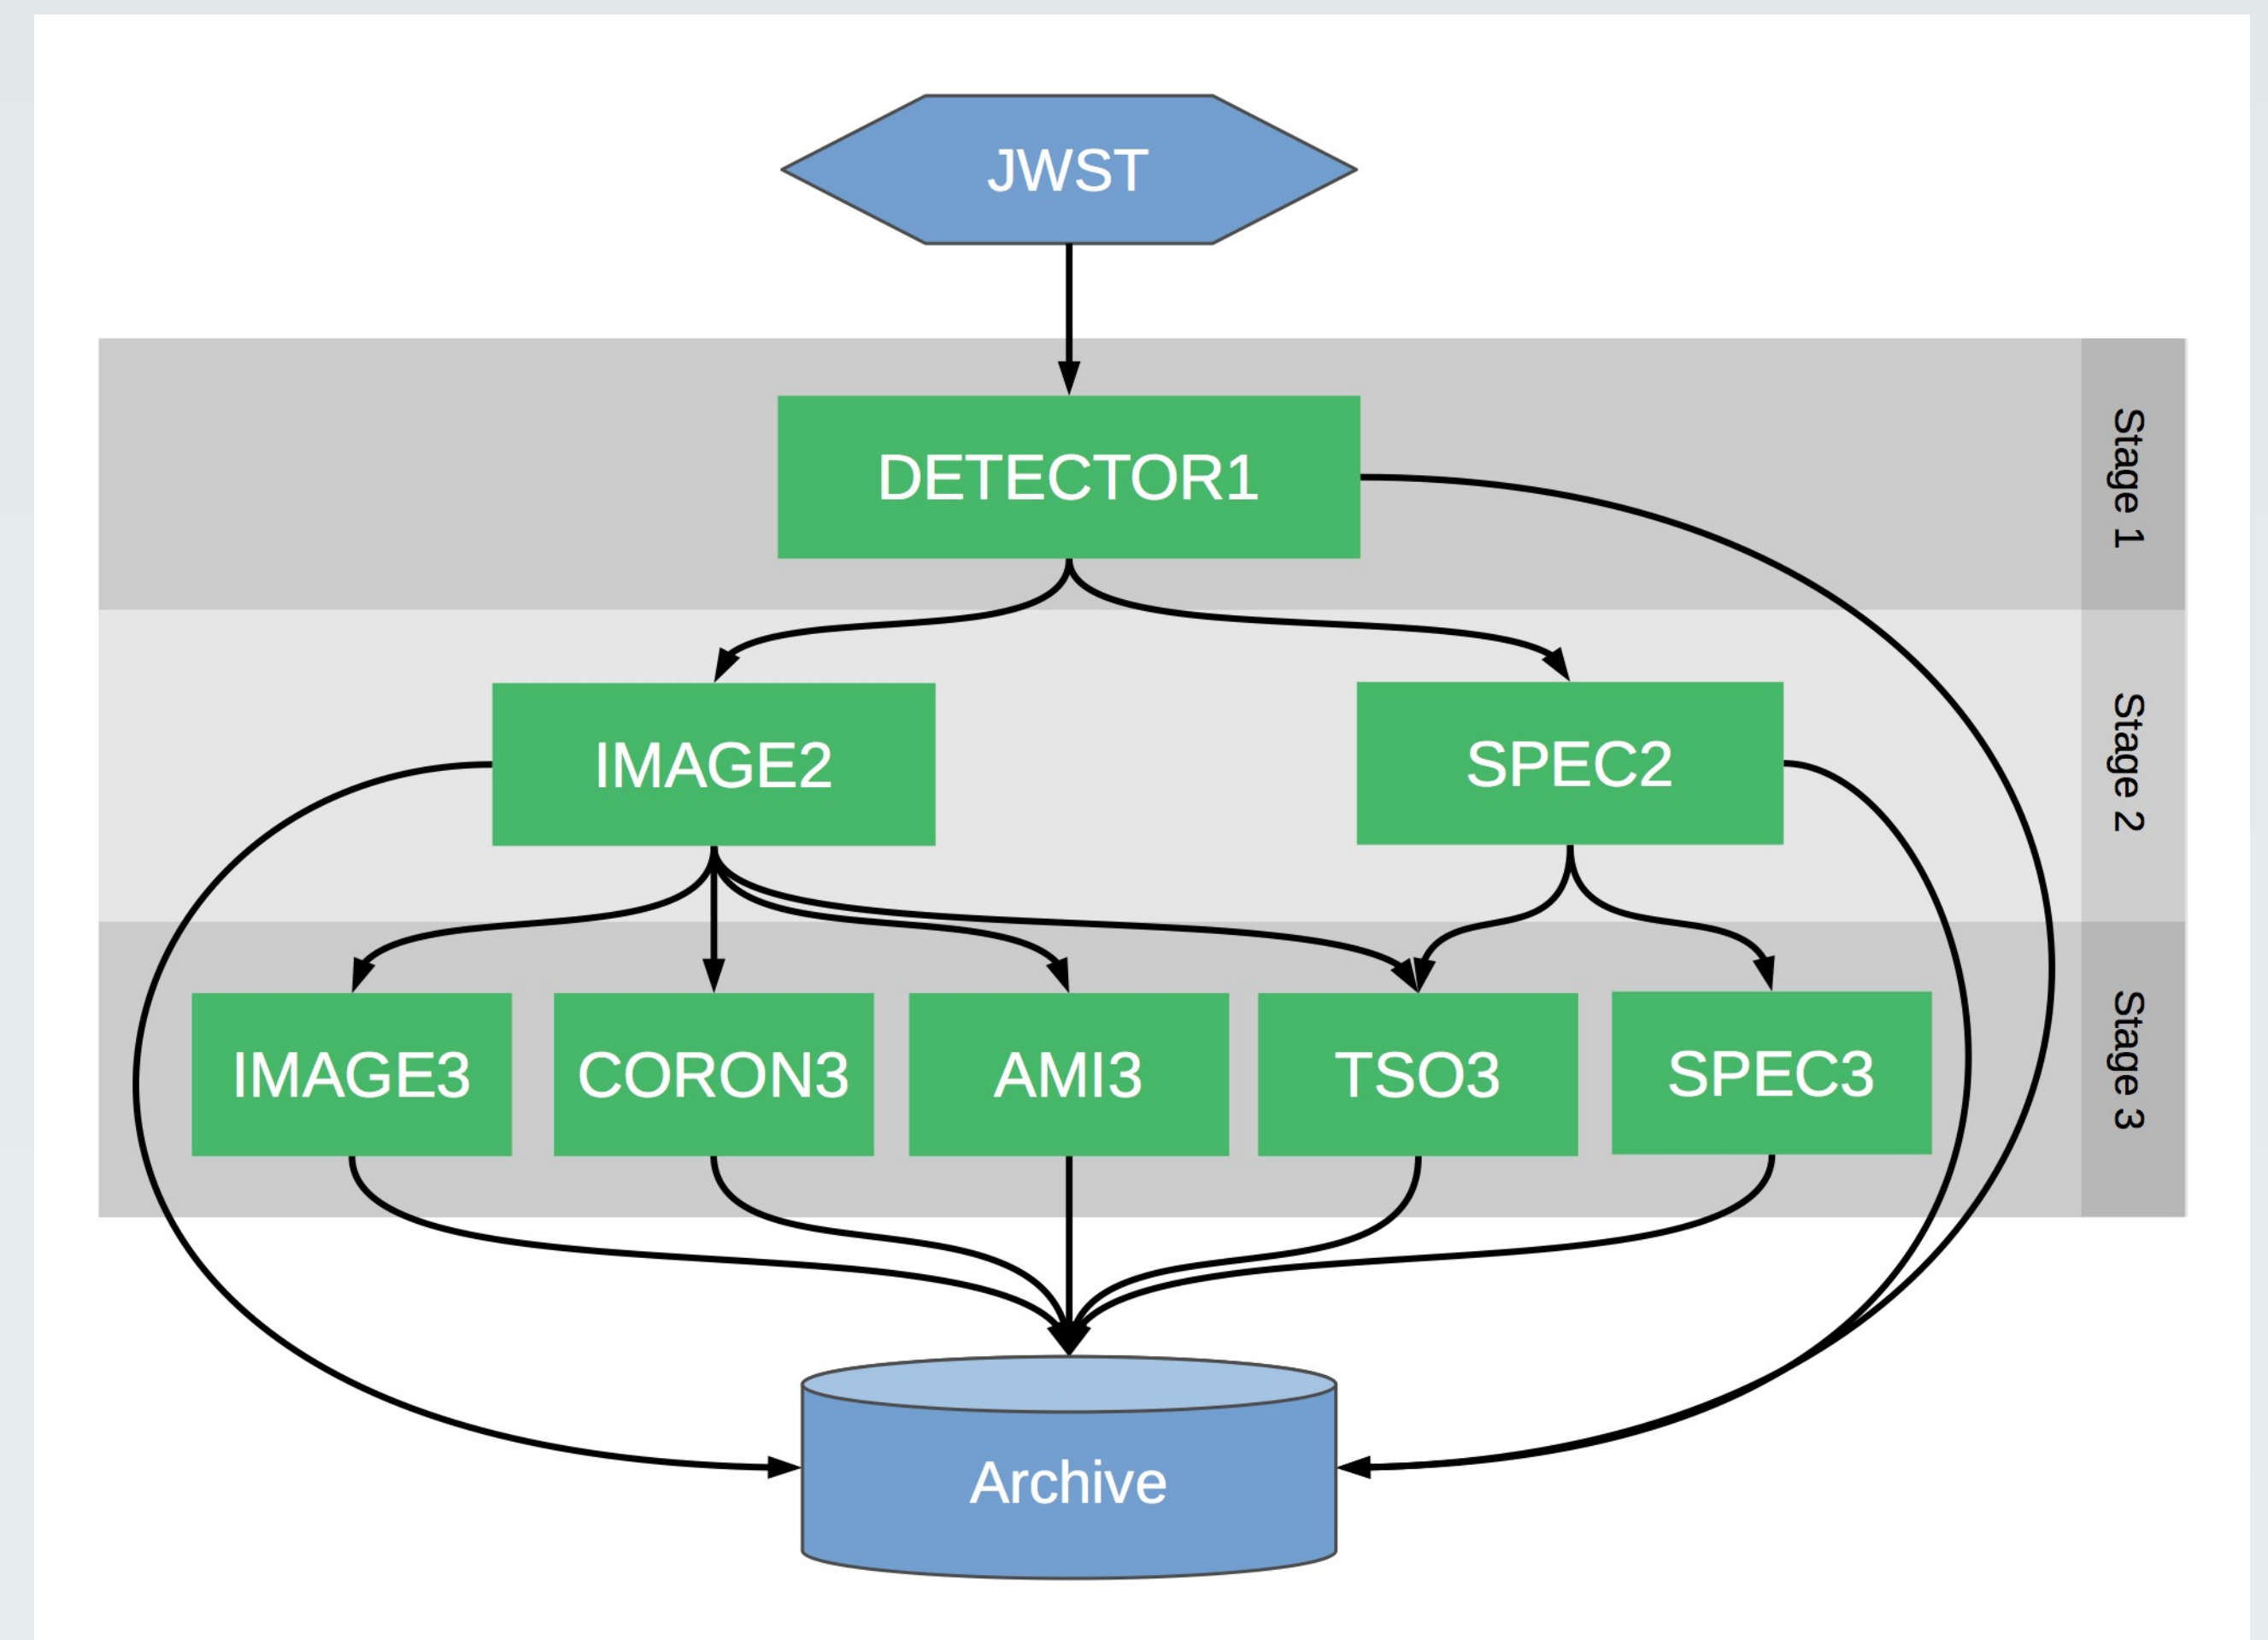 JWST
DETECTOR1
Stage 1
IMAGE2
SPEC2
Stage 2
IMAGE3
CORON3
AMI3
TSO3
SPEC3
Stage 3
Archive